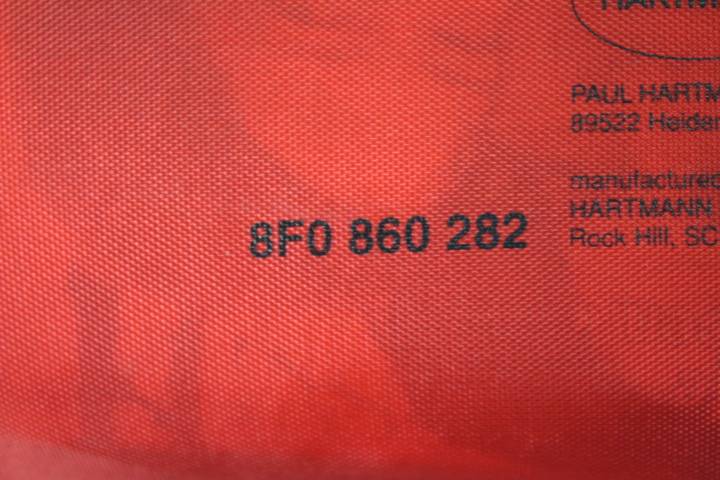 PAUL HARTM
89522 Heiden
8F0 860 282
manufactured
HARTMANN
Rock Hill, SC